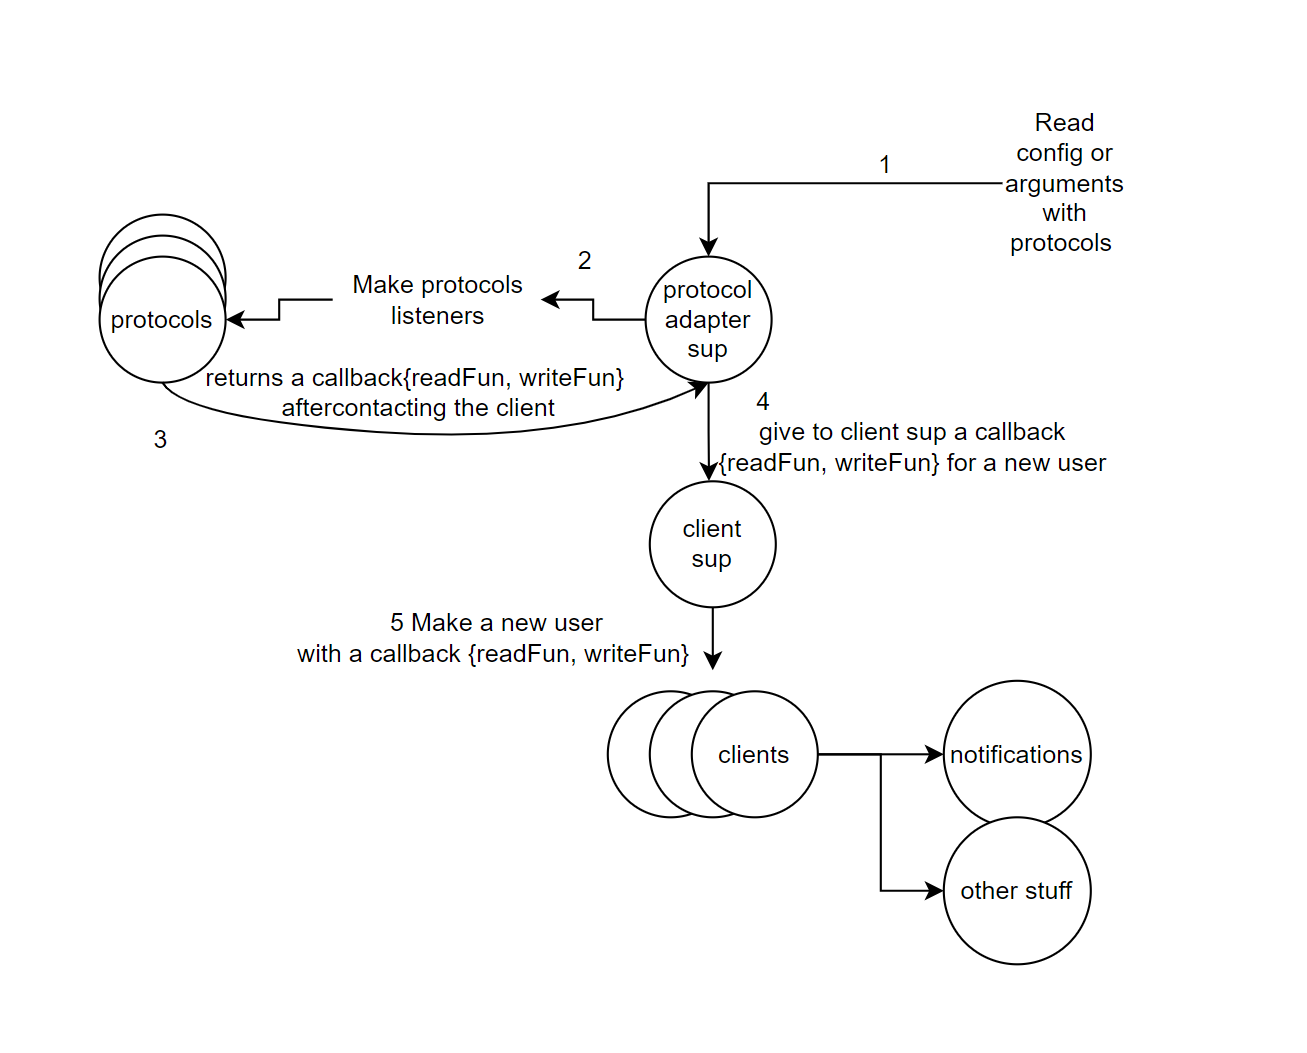 Read
config or
arguments
with
protocols
1
2
Make protocols
listeners
protocol
adapter
sup
protocols
returns a callback{readFun, writeFun}
aftercontacting the client
3
4
give to client sup a callback
{readFun, writeFun} for a new user
client
sup
5 Make a new user
with a callback {readFun, writeFun}
clients
notifications
other stuff